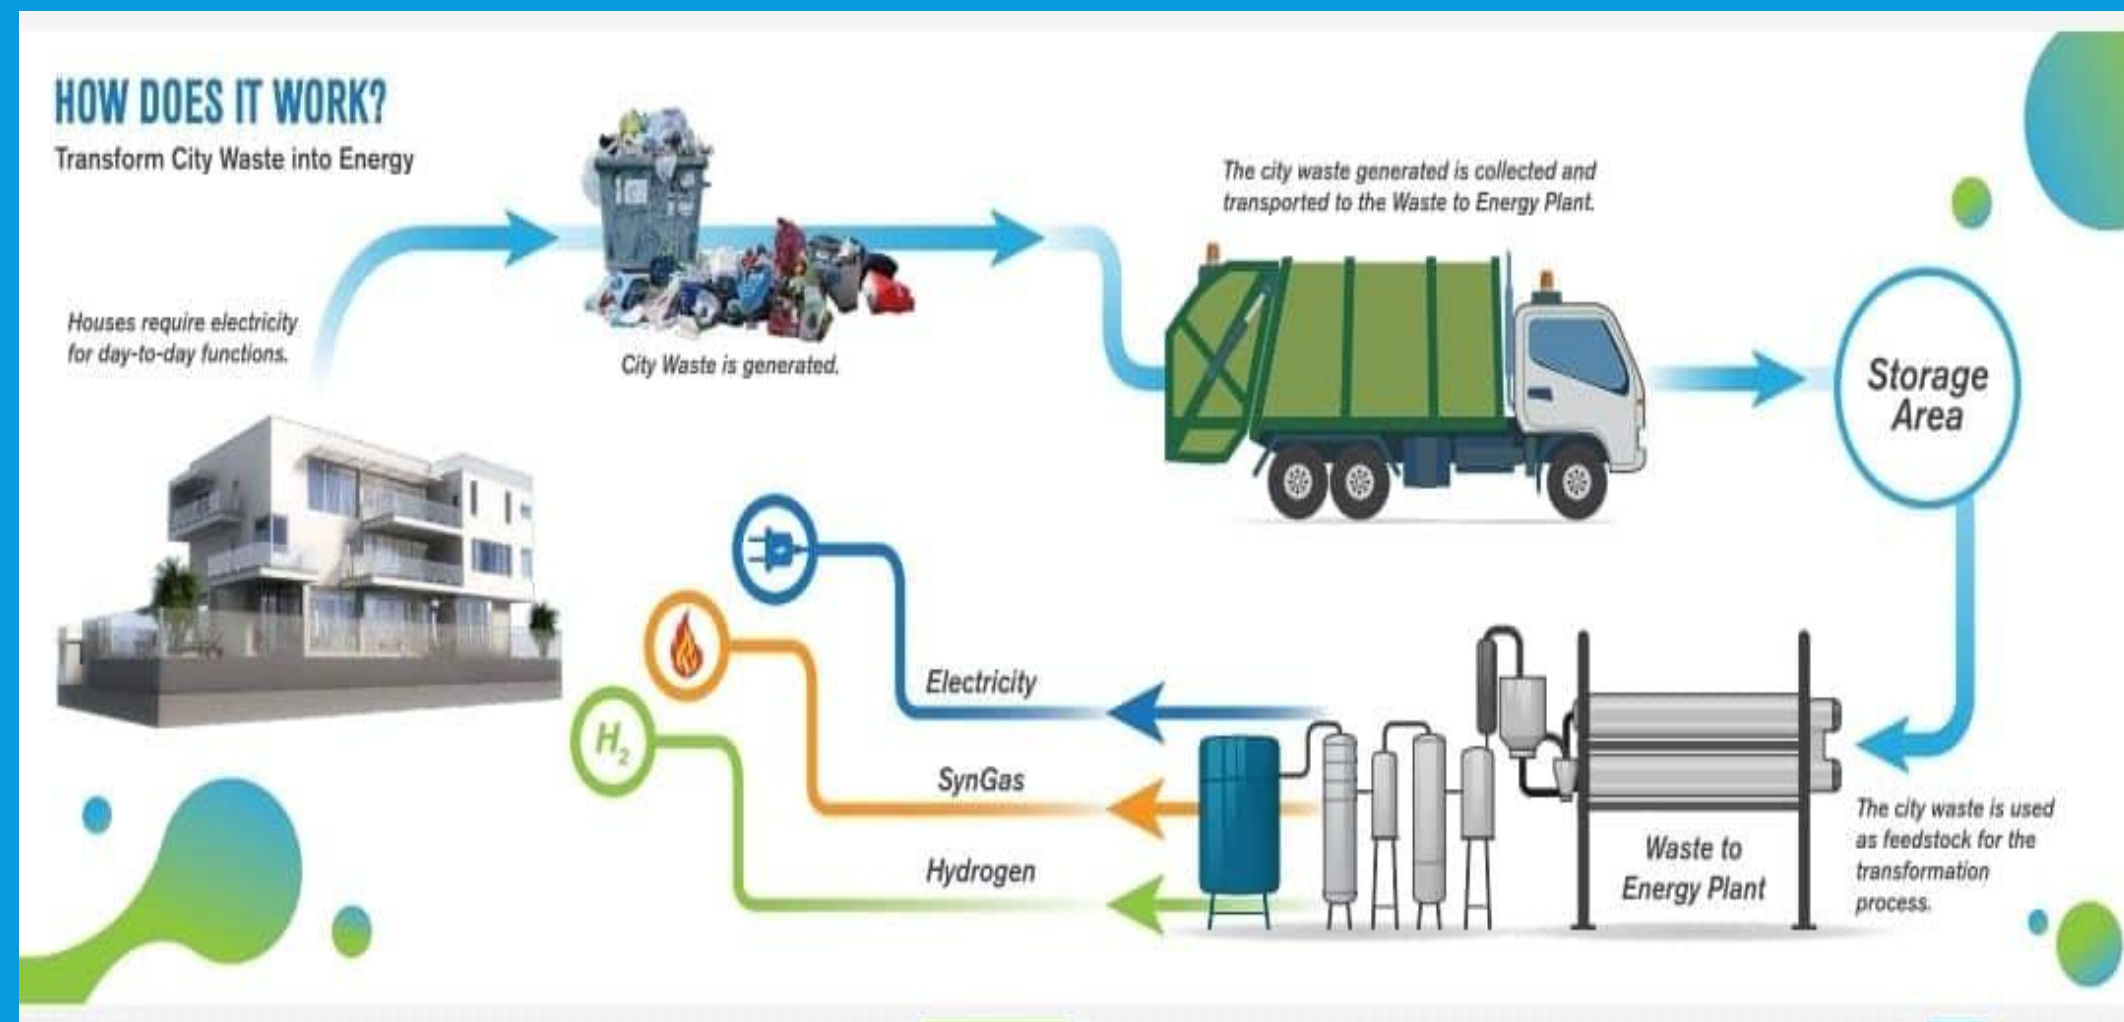 HOW DOES IT WORK?
Transform City Waste into Energy
Houses require electricity
for day-to-day functions.
City Waste is generated.
The city waste generated is collected and
transported to the Waste to Energy Plant.
Storage
Area
The city waste is used
as feedstock for the
transformation
process.
Waste to
Energy Plant
Electricity
SynGas
Hydrogen
H₂